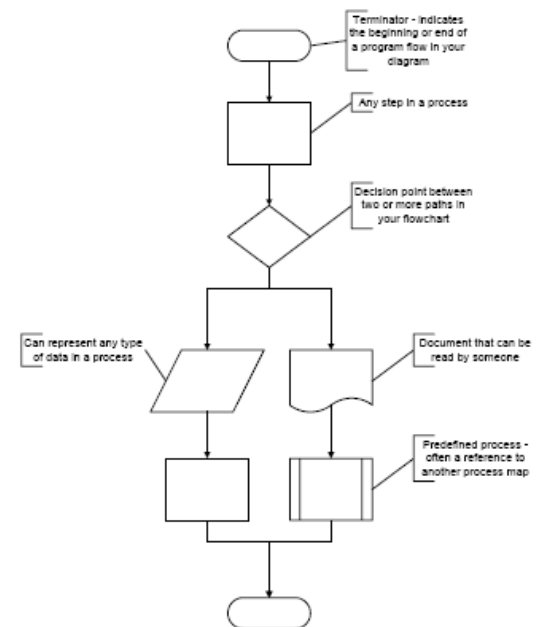 Terminator - indicates
the beginning or end of
a program flow in your
diagram
Any step in a process
Decision point between
two or more paths in
your flowchart
Can represent any type
of data in a process
Document that can be
read by someone
Predefined process -
often a reference to
another process map